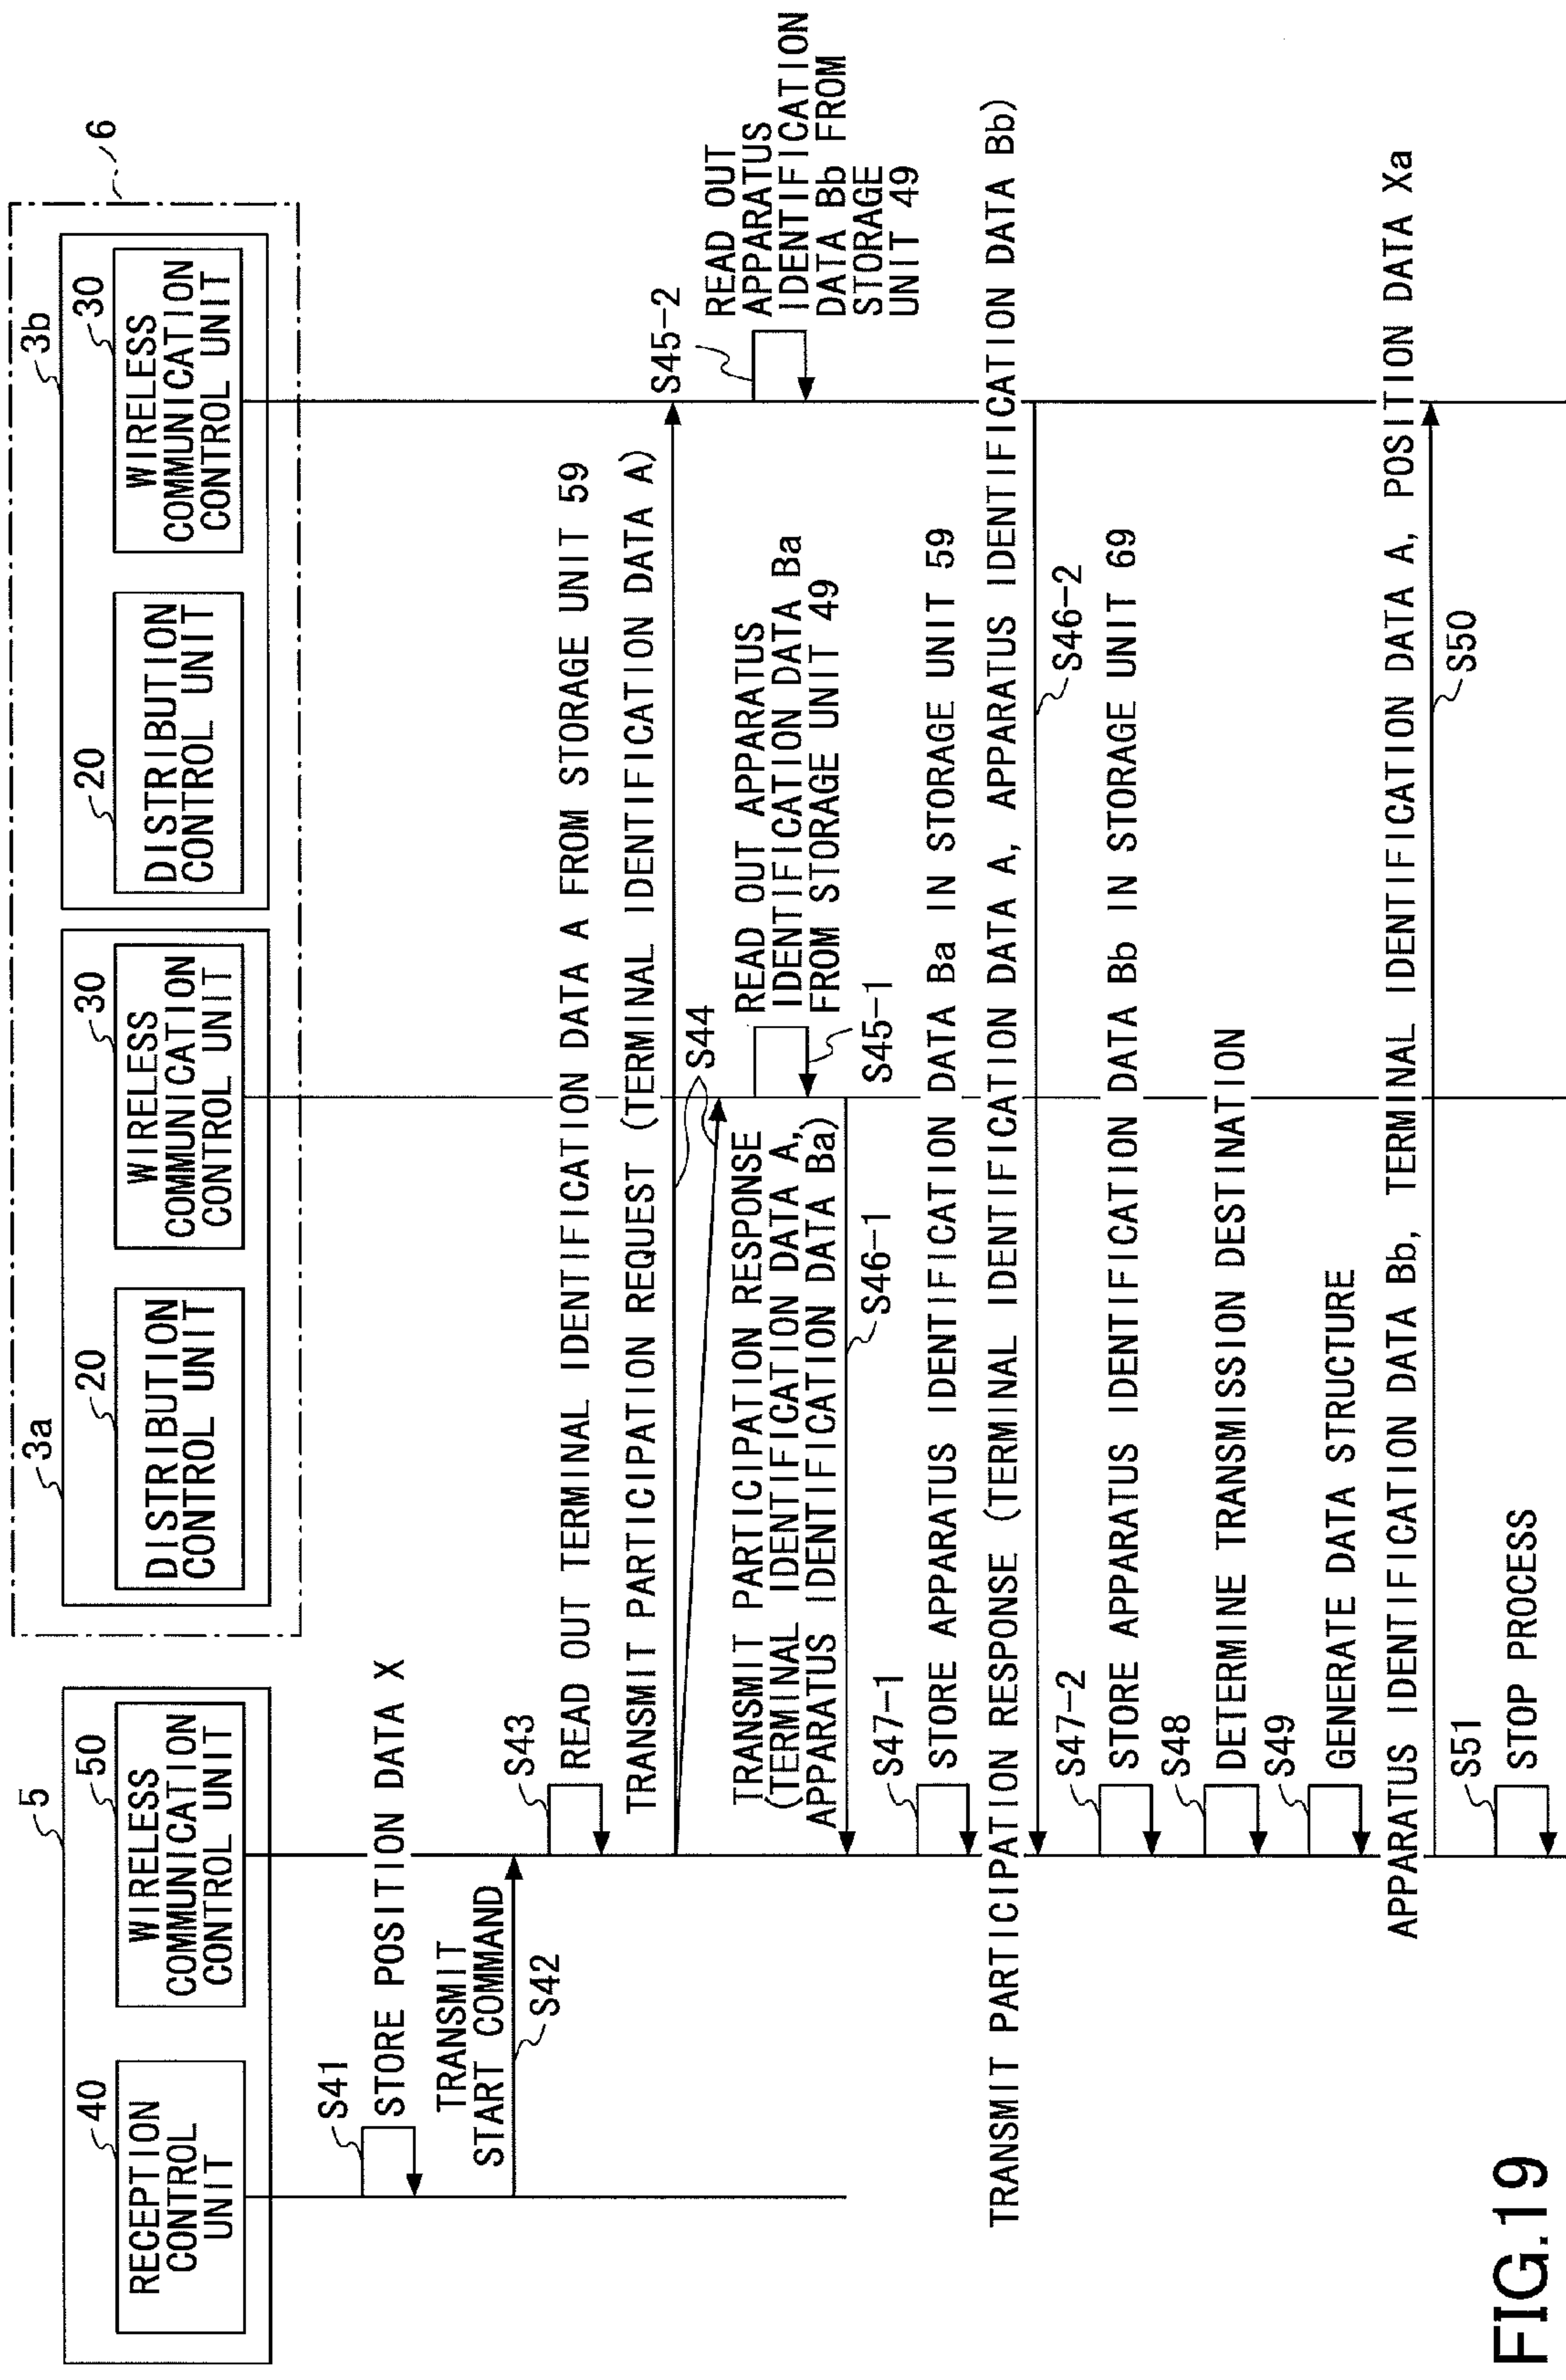 5
40
RECEPTION
CONTROL
UNIT
50
WIRELESS
COMMUNICATION
CONTROL UNIT
6
3a
20
DISTRIBUTION
CONTROL UNIT
30
WIRELESS
COMMUNICATION
CONTROL UNIT
3b
20
DISTRIBUTION
CONTROL UNIT
30
WIRELESS
COMMUNICATION
CONTROL UNIT
S41
STORE POSITION DATA X
TRANSMIT
START COMMAND
S42
S43
READ OUT TERMINAL IDENTIFICATION DATA A FROM STORAGE UNIT 59
TRANSMIT PARTICIPATION REQUEST (TERMINAL IDENTIFICATION DATA A)
S44
S45-2
READ OUT
APPARATUS
IDENTIFICATION
DATA Bb FROM
STORAGE
UNIT 49
READ OUT APPARATUS
IDENTIFICATION DATA Ba
FROM STORAGE UNIT 49
S45-1
TRANSMIT PARTICIPATION RESPONSE
(TERMINAL IDENTIFICATION DATA A,
APPARATUS IDENTIFICATION DATA Ba)
S46-1
S47-1
STORE APPARATUS IDENTIFICATION DATA Ba IN STORAGE UNIT 59
TRANSMIT PARTICIPATION RESPONSE (TERMINAL IDENTIFICATION DATA A, APPARATUS IDENTIFICATION DATA Bb)
S46-2
S47-2
STORE APPARATUS IDENTIFICATION DATA Bb IN STORAGE UNIT 69
S48
DETERMINE TRANSMISSION DESTINATION
S49
GENERATE DATA STRUCTURE
APPARATUS IDENTIFICATION DATA Bb, TERMINAL IDENTIFICATION DATA A, POSITION DATA Xa
S50
S51
STOP PROCESS
FIG.19